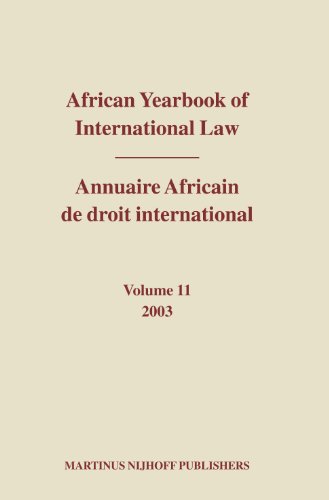 African Yearbook of
International Law
Annuaire Africain
de droit international
Volume 11
2003
MARTINUS NIJHOFF PUBLISHERS